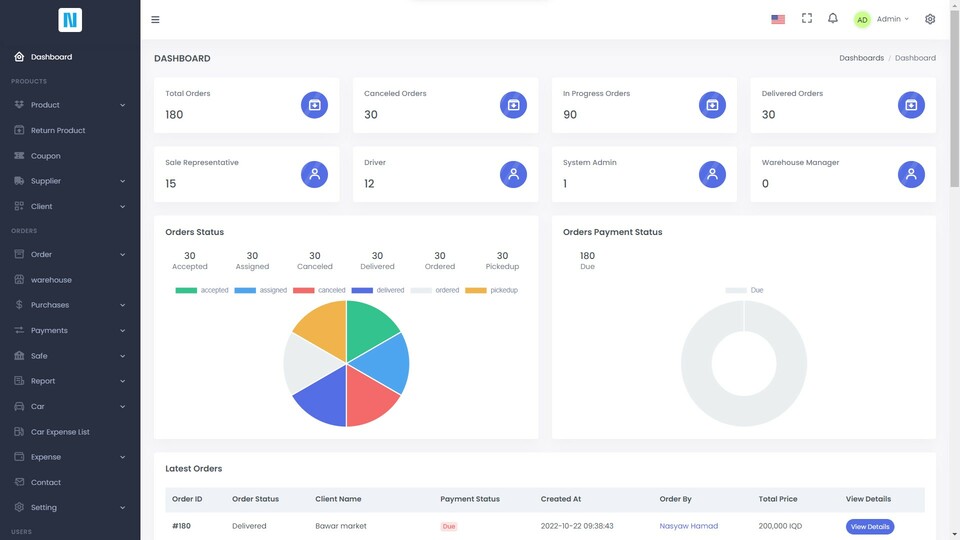 N
Dashboard
PRODUCTS
Product
Return Product
Coupon
Supplier
Client
ORDERS
Order
warehouse
Purchases
Payments
Safe
Report
Car
Car Expense List
Expense
Contact
Setting
USERS
AD Admin
DASHBOARD
Dashboards / Dashboard
Total Orders
180
Canceled Orders
30
In Progress Orders
90
Delivered Orders
30
Sale Representative
15
Driver
12
System Admin
1
Warehouse Manager
0
Orders Status
30 30 30 30 30 30
Accepted Assigned Canceled Delivered Ordered Pickedup
accepted assigned canceled delivered ordered pickedup
Orders Payment Status
180
Due
Due
Latest Orders
Order ID Order Status Client Name Payment Status Created At Order By Total Price View Details
#180 Delivered Bawar market Due 2022-10-22 09:38:43 Nasyaw Hamad 200,000 IQD View Details